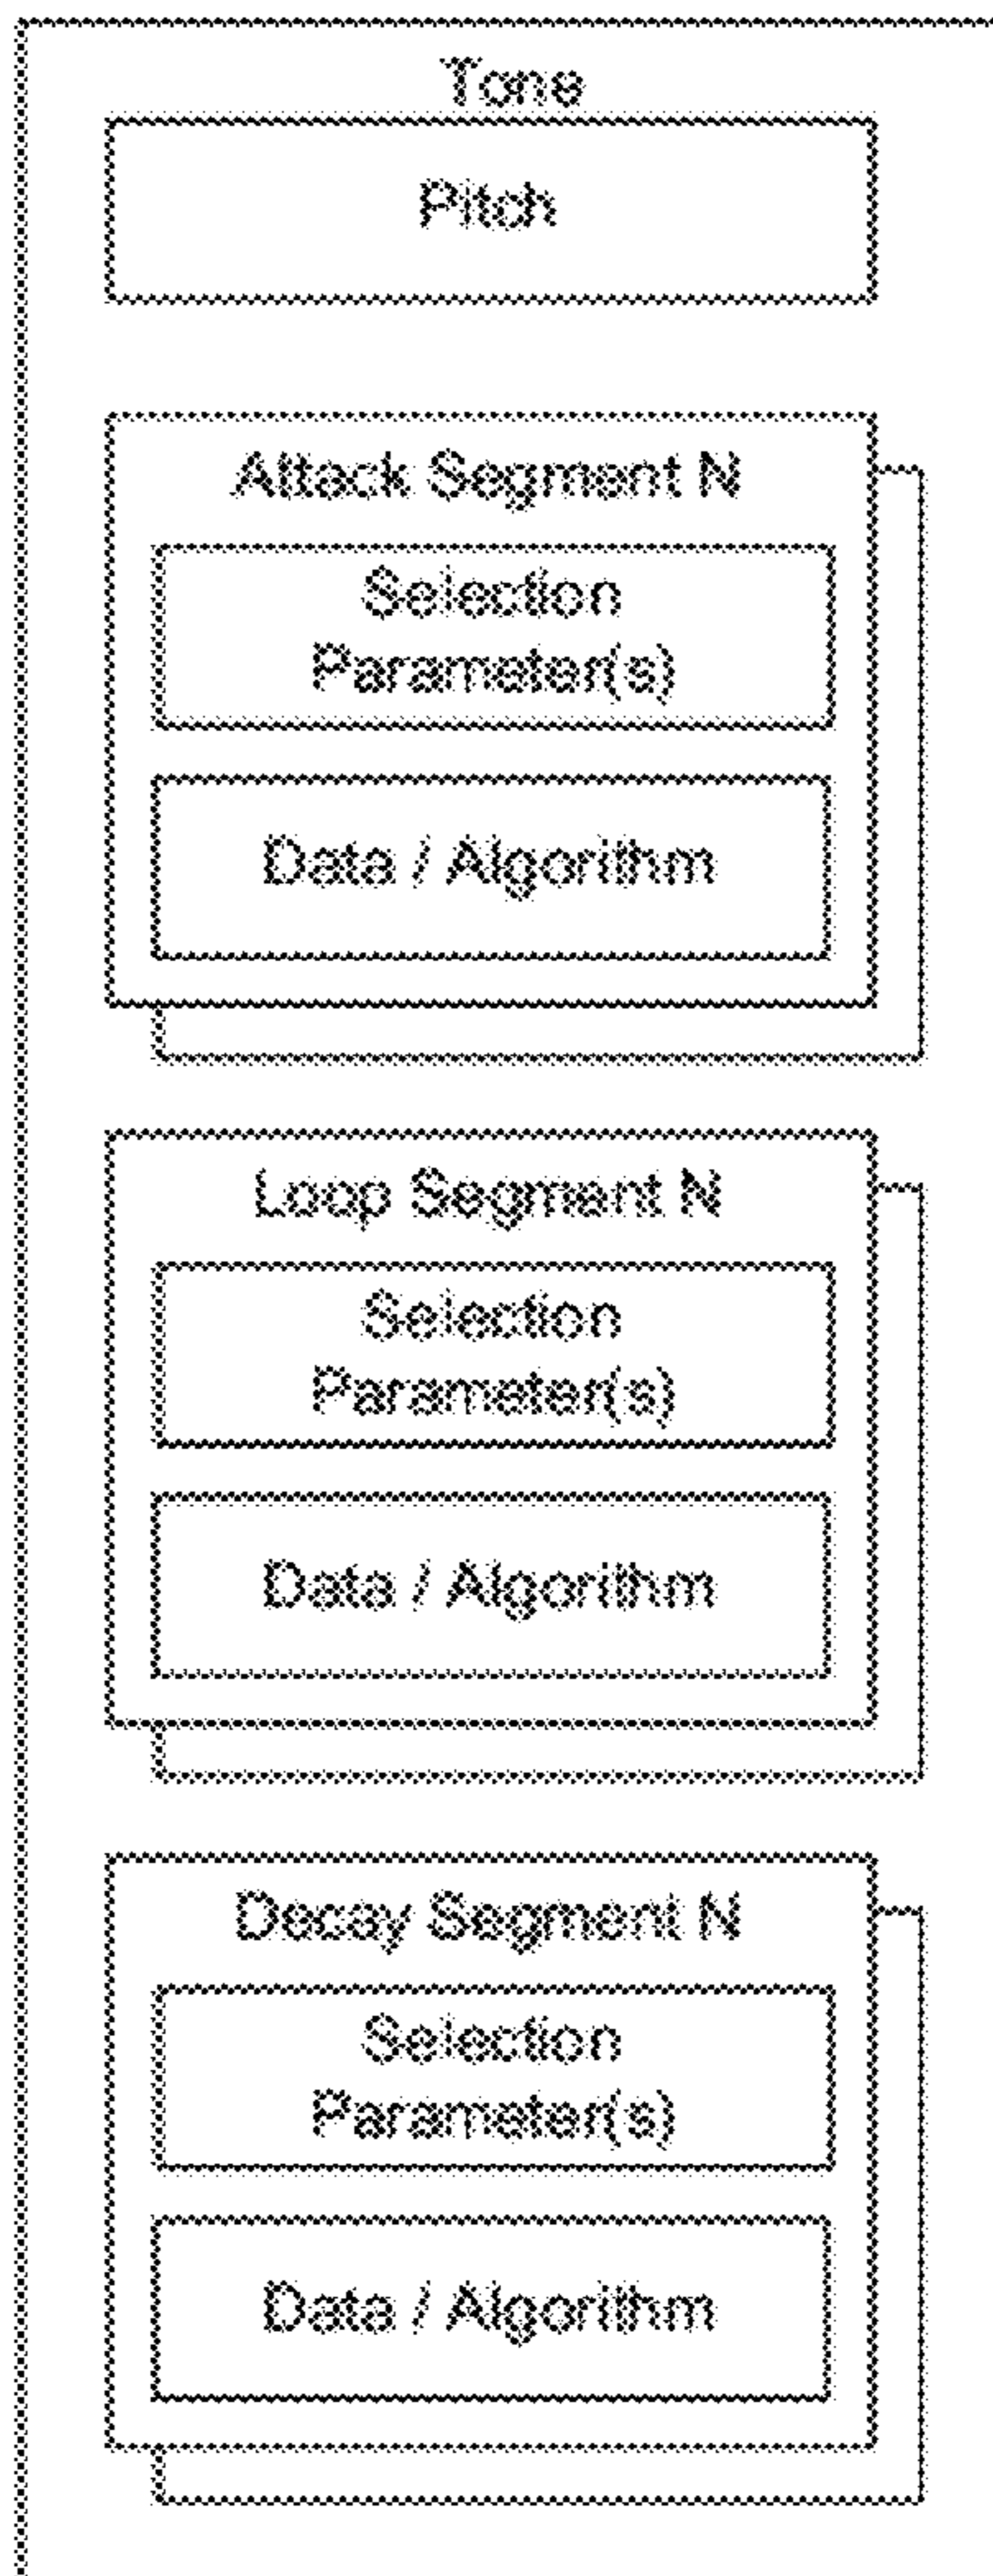 Tone
Pitch
Attack Segment N
Selection
Parameter(s)
Data / Algorithm
Loop Segment N
Selection
Parameter(s)
Data / Algorithm
Decay Segment N
Selection
Parameter(s)
Data / Algorithm